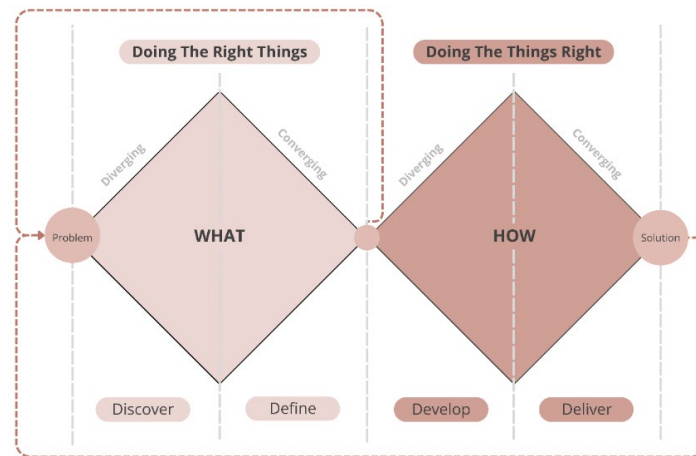 Doing The Right Things
Doing The Things Right
Diverging
Converging
Diverging
Converging
Problem
WHAT
HOW
Solution
Discover
Define
Develop
Deliver